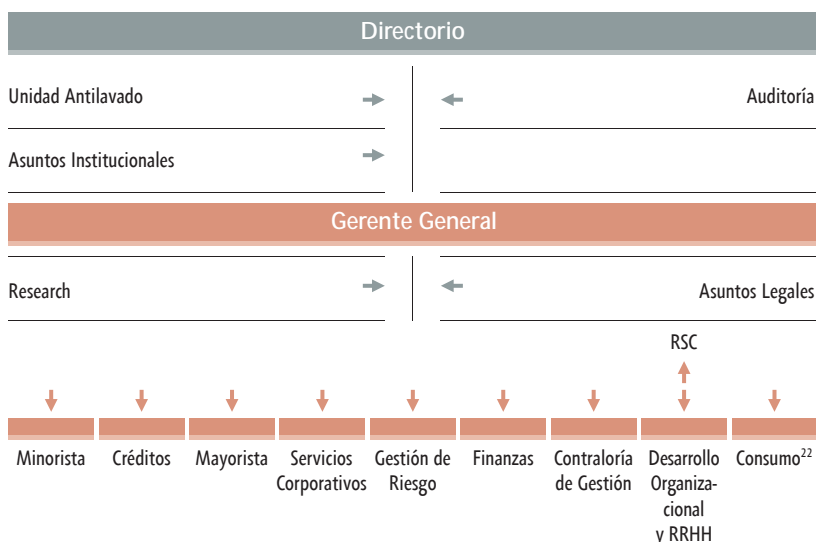 Directorio
Unidad Antilavado
Auditoría
Asuntos Institucionales
Gerente General
Research
Asuntos Legales
RSC
Minorista
Créditos
Mayorista
Servicios
Corporativos
Gestión de
Riesgo
Finanzas
Contraloría
de Gestión
Desarrollo
Organiza-
cional
y RRHH
Consumo22